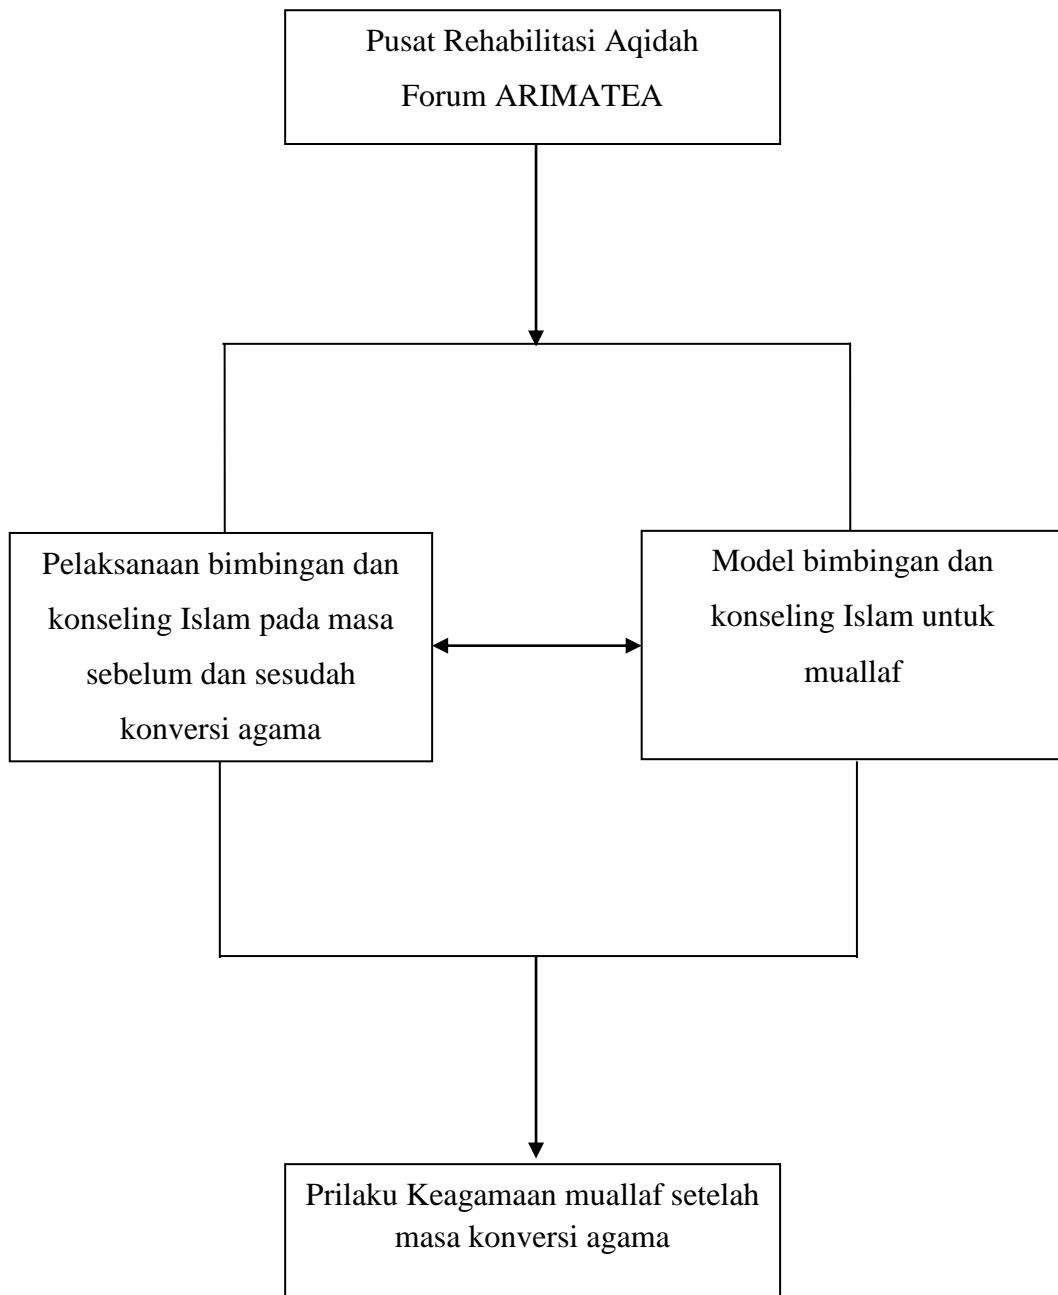 Pusat Rehabilitasi Aqidah
Forum ARIMATEA
Pelaksanaan bimbingan dan
konseling Islam pada masa
sebelum dan sesudah
konversi agama
Model bimbingan dan
konseling Islam untuk
muallaf
Prilaku Keagamaan muallaf setelah
masa konversi agama